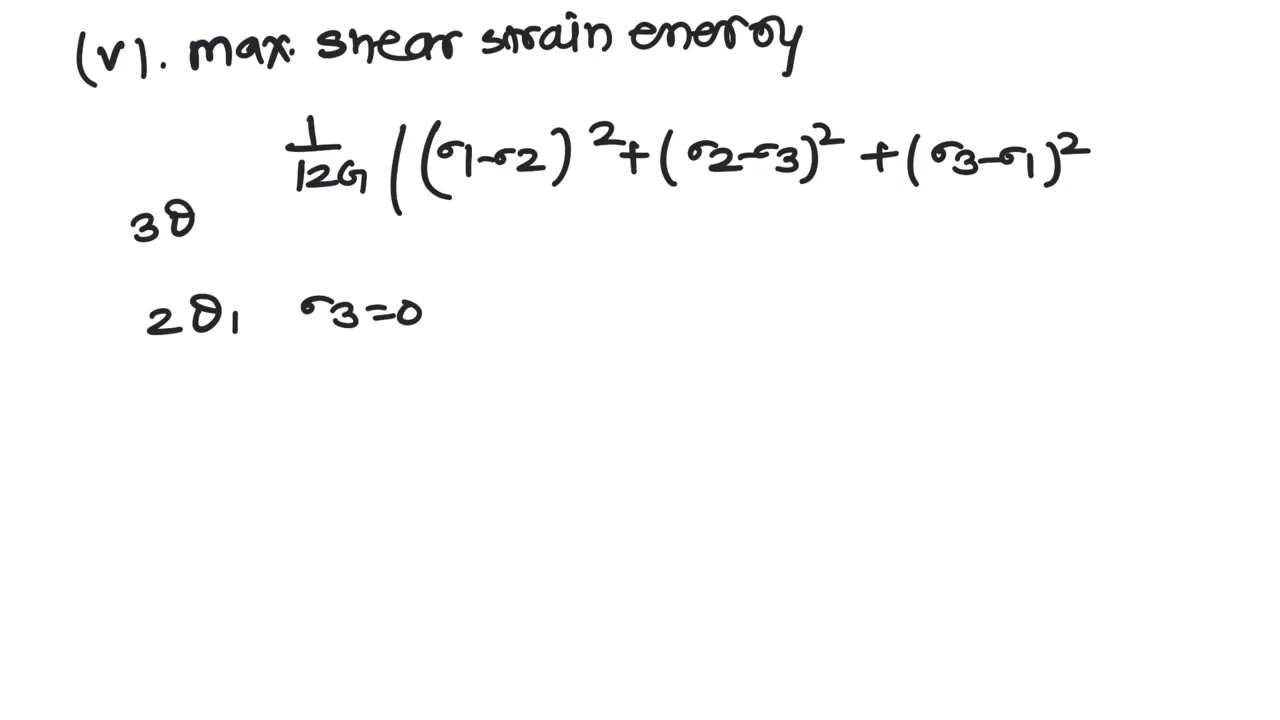 (v). max. shear strain energy
1/12G ((σ1-σ2)² + (σ2-σ3)² + (σ3-σ1)²
3D
2D, σ3=0